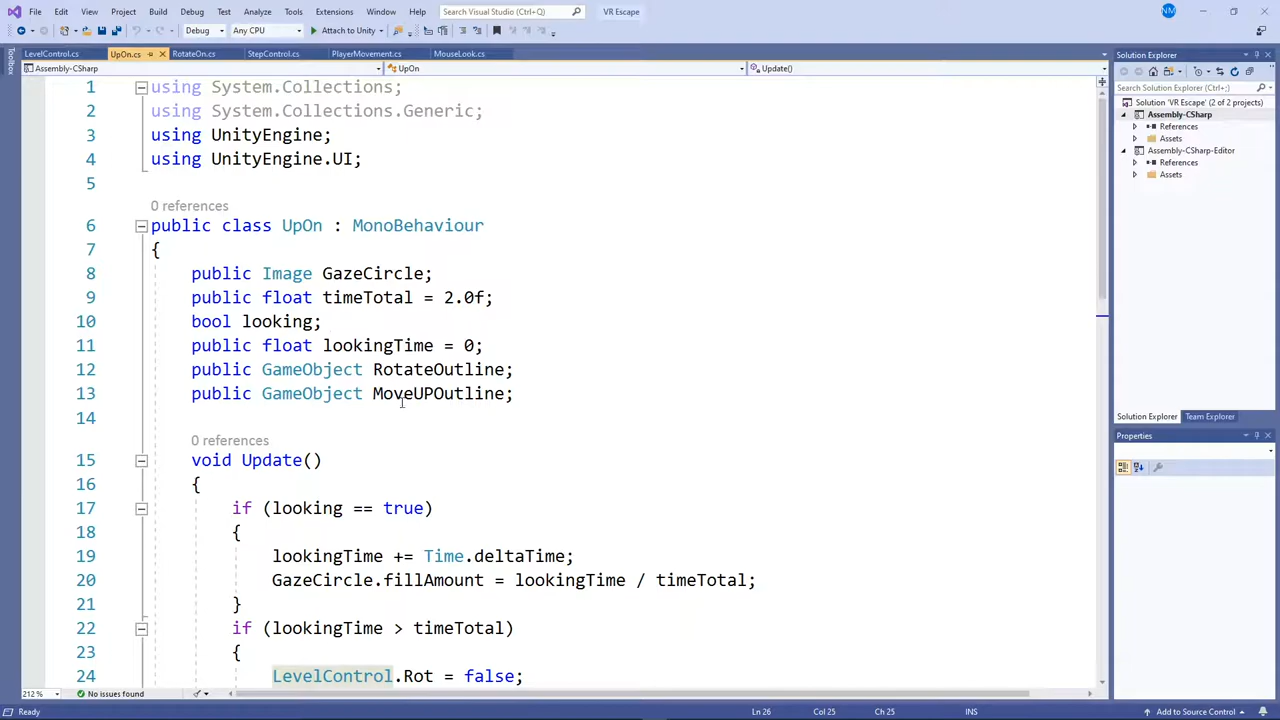 File Edit View Project Build Debug Test Analyze Tools Extensions Window Help Search Visual Studio (Ctrl+Q) VR Escape NM
Debug Any CPU Attach to Unity
LevelControl.cs UpOn.cs RotateOn.cs StepControl.cs PlayerMovement.cs MouseLook.cs
Assembly-CSharp UpOn Update()
Toolbox
1 using System.Collections;
2 using System.Collections.Generic;
3 using UnityEngine;
4 using UnityEngine.UI;
5
0 references
6 public class UpOn : MonoBehaviour
7 {
8 public Image GazeCircle;
9 public float timeTotal = 2.0f;
10 bool looking;
11 public float lookingTime = 0;
12 public GameObject RotateOutline;
13 public GameObject MoveUPOutline;
14
0 references
15 void Update()
16 {
17 if (looking == true)
18 {
19 lookingTime += Time.deltaTime;
20 GazeCircle.fillAmount = lookingTime / timeTotal;
21 }
22 if (lookingTime > timeTotal)
23 {
24 LevelControl.Rot = false;
212 % No issues found
Solution Explorer
Search Solution Explorer (Ctrl+;)
Solution 'VR Escape' (2 of 2 projects)
Assembly-CSharp
References
Assets
Assembly-CSharp-Editor
References
Assets
Solution Explorer Team Explorer
Properties
Ready Ln 26 Col 25 Ch 25 INS Add to Source Control